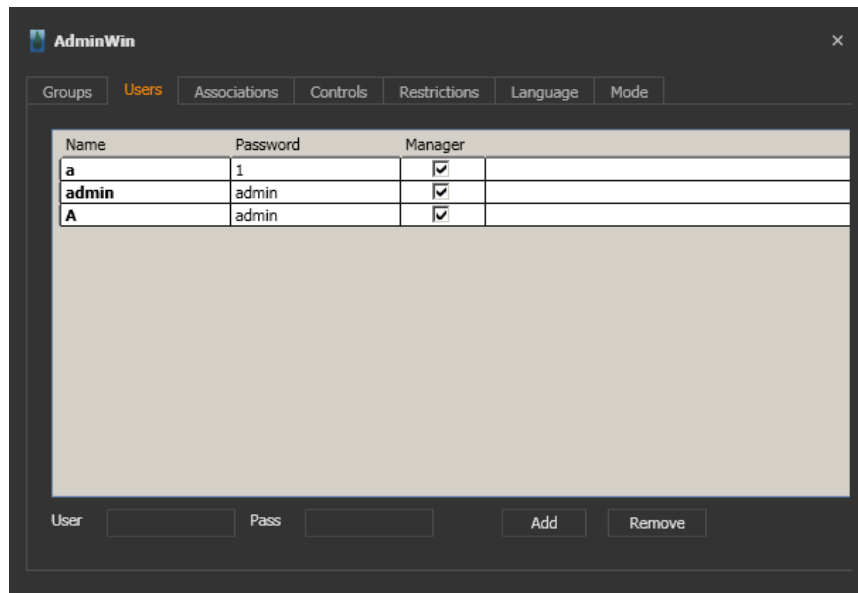 AdminWin
Groups Users Associations Controls Restrictions Language Mode
Name Password Manager
a 1
admin admin
A admin
User Pass Add Remove